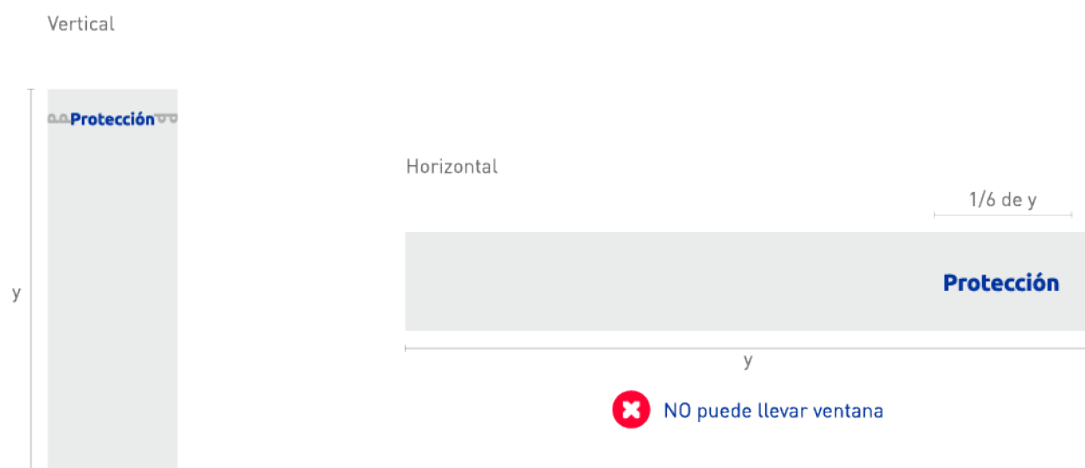 Vertical
Protección
y
Horizontal
1/6 de y
Protección
y
NO puede llevar ventana